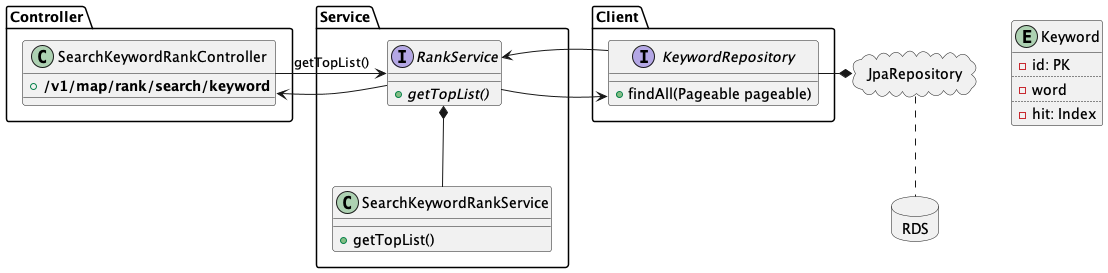 Controller
C SearchKeywordRankController
/v1/map/rank/search/keyword
getTopList()
Service
I RankService
getTopList()
C SearchKeywordRankService
getTopList()
Client
I KeywordRepository
findAll(Pageable pageable)
JpaRepository
RDS
E Keyword
id: PK
word
hit: Index